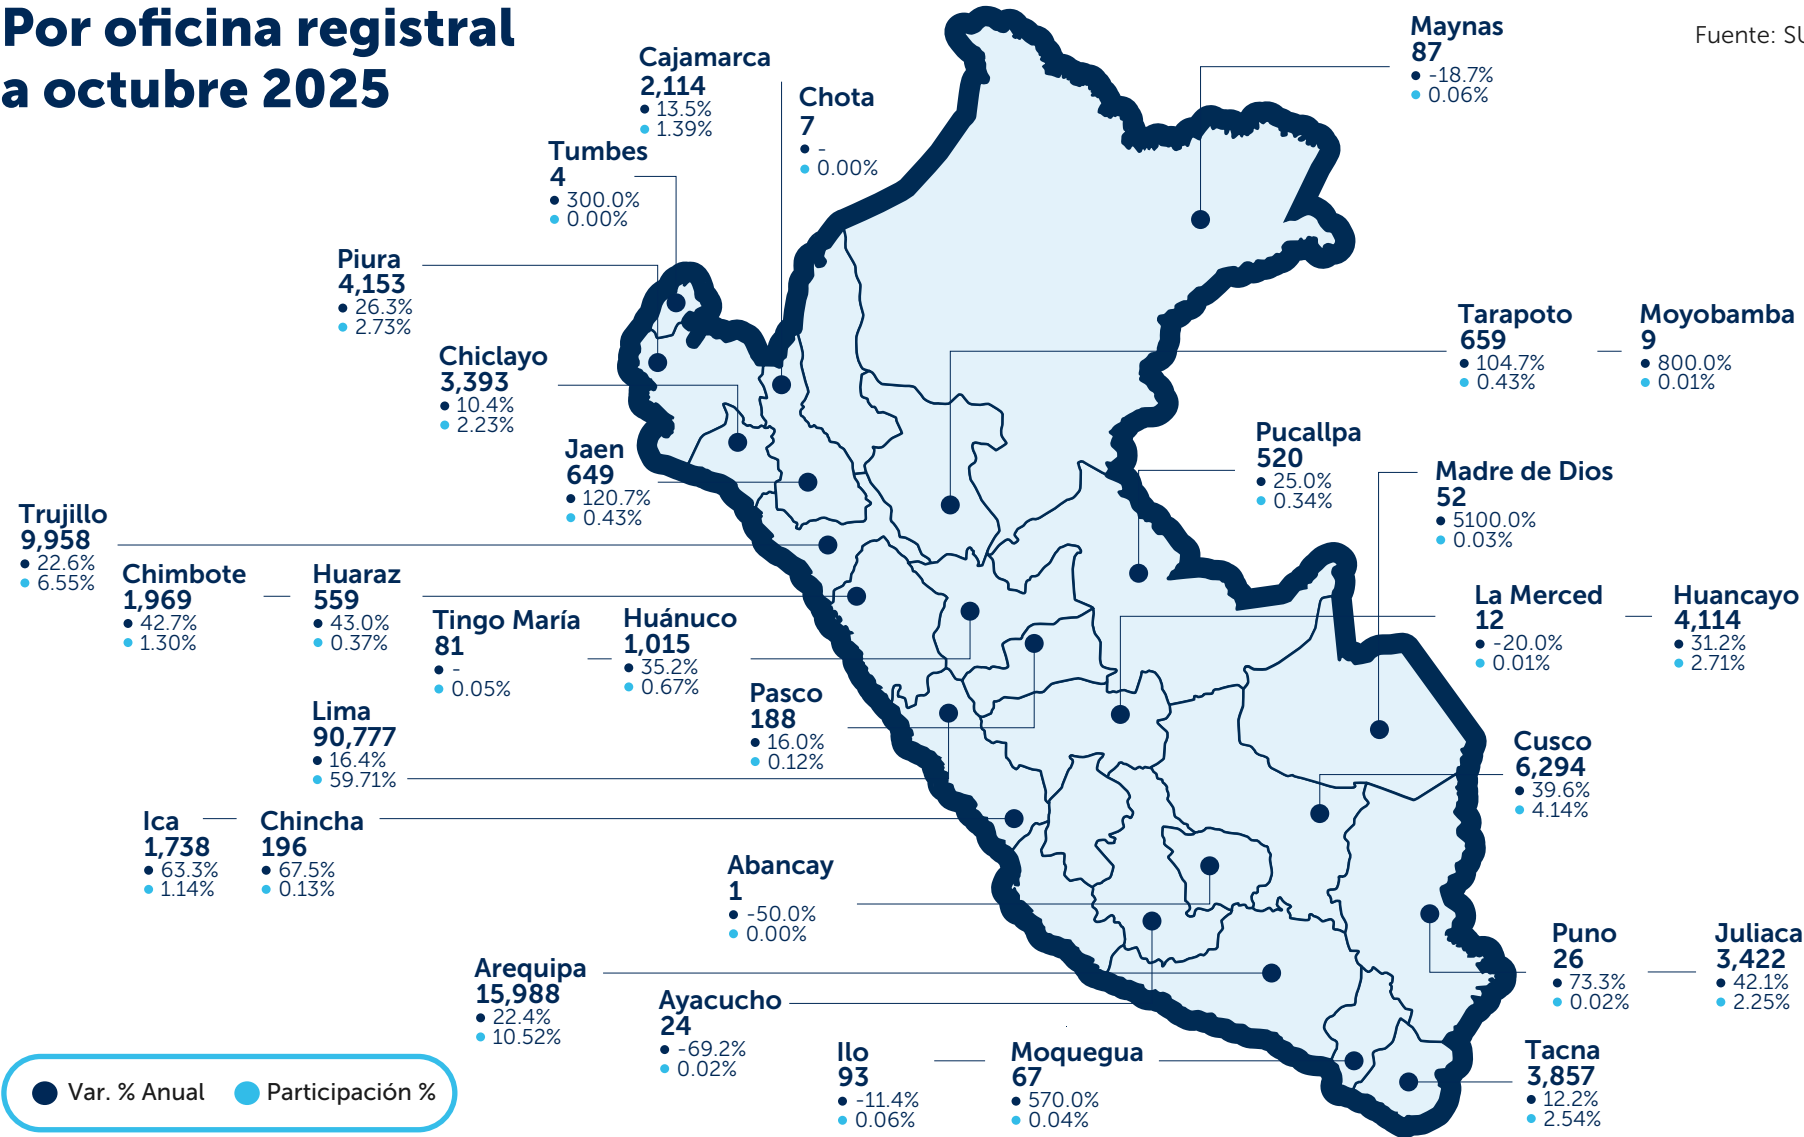 Por oficina registral
a octubre 2025
Fuente: SU
Maynas
87
-18.7%
0.06%
Cajamarca
2,114
13.5%
1.39%
Chota
7
-
0.00%
Tumbes
4
300.0%
0.00%
Piura
4,153
26.3%
2.73%
Chiclayo
3,393
10.4%
2.23%
Tarapoto
659
104.7%
0.43%
Moyobamba
9
800.0%
0.01%
Jaen
649
120.7%
0.43%
Pucallpa
520
25.0%
0.34%
Madre de Dios
52
5100.0%
0.03%
Trujillo
9,958
22.6%
6.55%
Chimbote
1,969
42.7%
1.30%
Huaraz
559
43.0%
0.37%
Tingo María
81
-
0.05%
Huánuco
1,015
35.2%
0.67%
La Merced
12
-20.0%
0.01%
Huancayo
4,114
31.2%
2.71%
Pasco
188
16.0%
0.12%
Lima
90,777
16.4%
59.71%
Cusco
6,294
39.6%
4.14%
Ica
1,738
63.3%
1.14%
Chincha
196
67.5%
0.13%
Abancay
1
-50.0%
0.00%
Puno
26
73.3%
0.02%
Juliaca
3,422
42.1%
2.25%
Arequipa
15,988
22.4%
10.52%
Ayacucho
24
-69.2%
0.02%
Ilo
93
-11.4%
0.06%
Moquegua
67
570.0%
0.04%
Tacna
3,857
12.2%
2.54%
Var. % Anual
Participación %